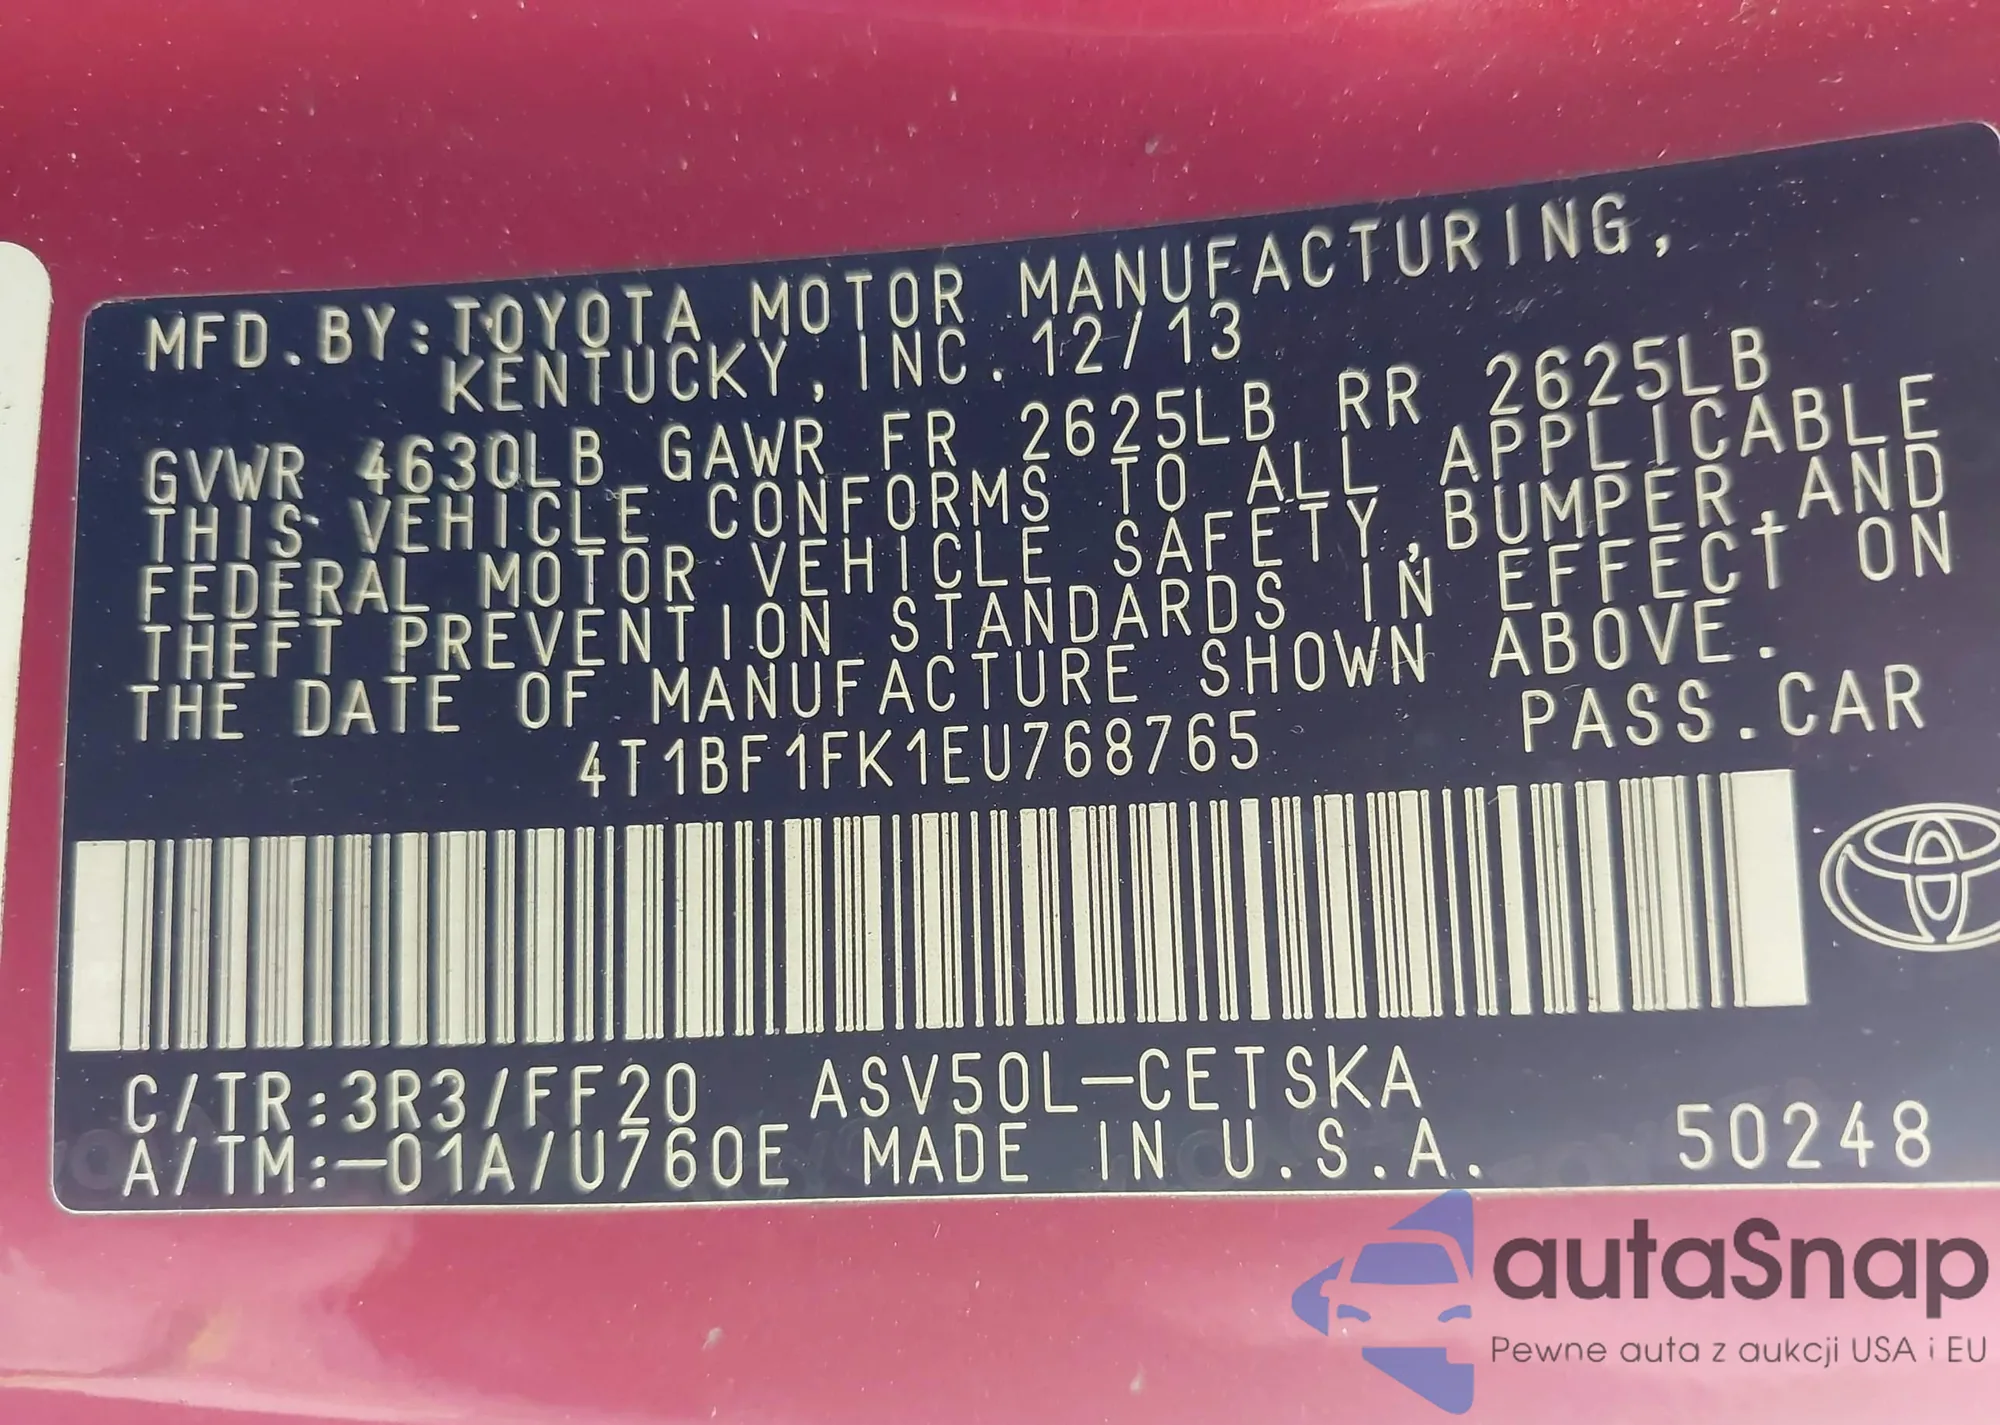 MFD.BY:TOYOTA MOTOR MANUFACTURING,
KENTUCKY, INC. 12/13
GVWR 4630LB GAWR FR 2625LB RR 2625LB
THIS VEHICLE CONFORMS TO ALL APPLICABLE
FEDERAL MOTOR VEHICLE SAFETY,BUMPER,AND
THEFT PREVENTION STANDARDS IN EFFECT ON
THE DATE OF MANUFACTURE SHOWN ABOVE.
4T1BF1FK1EU768765 PASS.CAR
C/TR:3R3/FF20 ASV50L-CETSKA
A/TM:-01A/U760E MADE IN U.S.A. 50248
autaSnap
Pewne auta z aukcji USA i EU